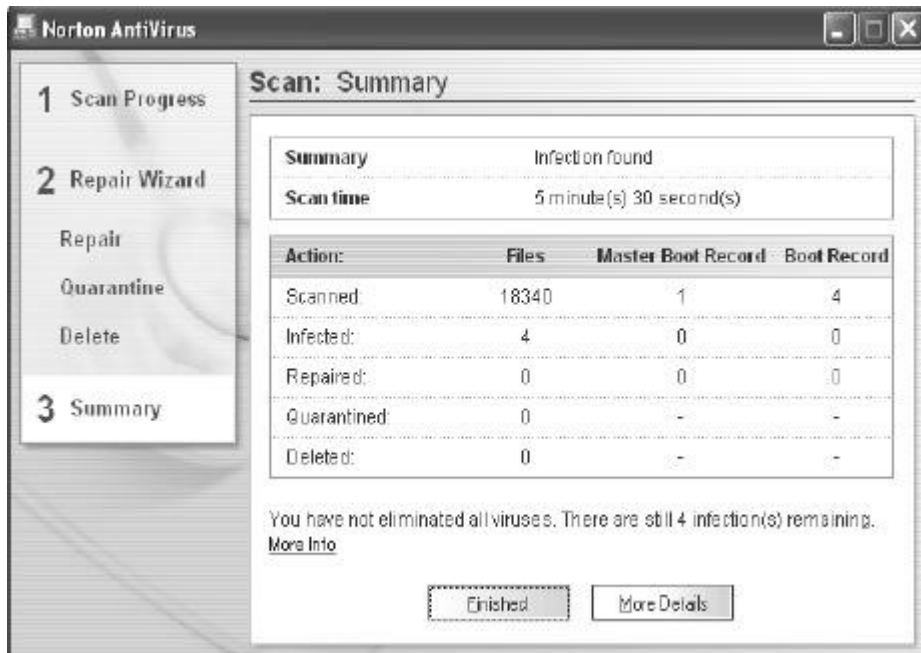 Norton AntiVirus
1 Scan Progress
2 Repair Wizard
Repair
Quarantine
Delete
3 Summary
Scan: Summary
Summary Infection found
Scan time 5 minute(s) 30 second(s)
Action: Files Master Boot Record Boot Record
Scanned: 18340 1 4
Infected: 4 0 0
Repaired: 0 0 0
Quarantined: 0 - -
Deleted: 0 - -
You have not eliminated all viruses. There are still 4 infection(s) remaining.
More Info
Finished More Details